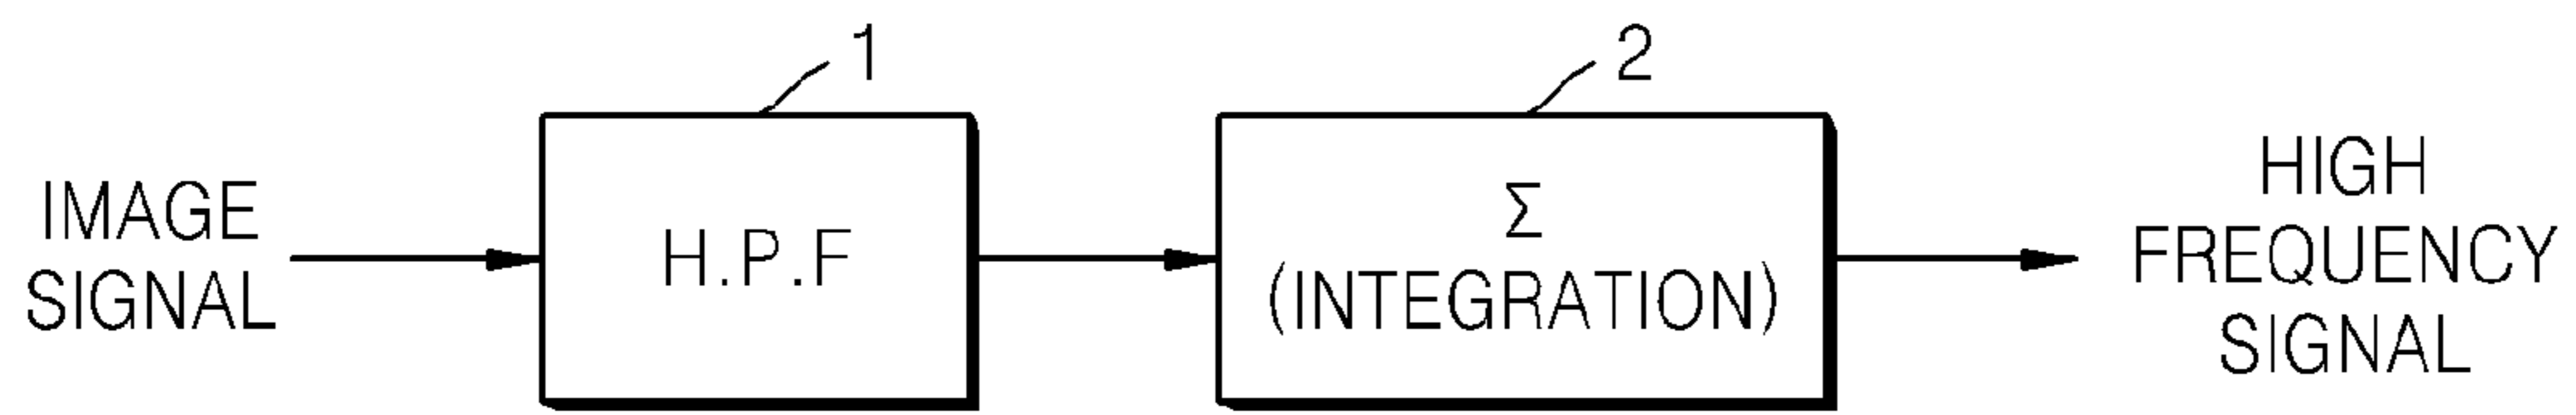 1
2
IMAGE
SIGNAL
H.P.F
Σ
(INTEGRATION)
HIGH
FREQUENCY
SIGNAL